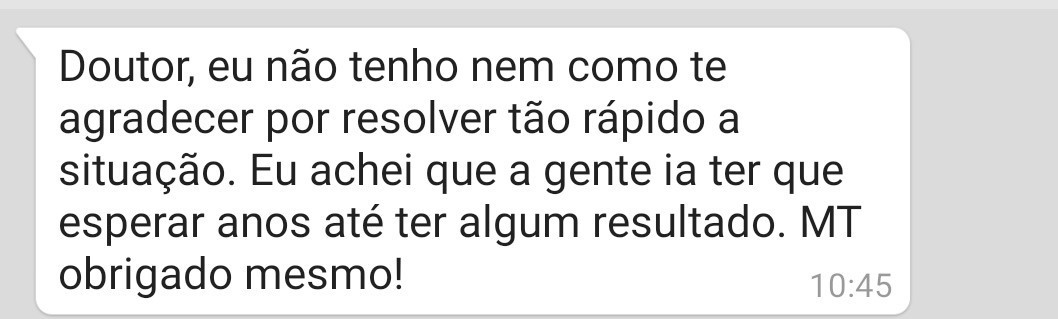 Doutor, eu não tenho nem como te
agradecer por resolver tão rápido a
situação. Eu achei que a gente ia ter que
esperar anos até ter algum resultado. MT
obrigado mesmo!
10:45